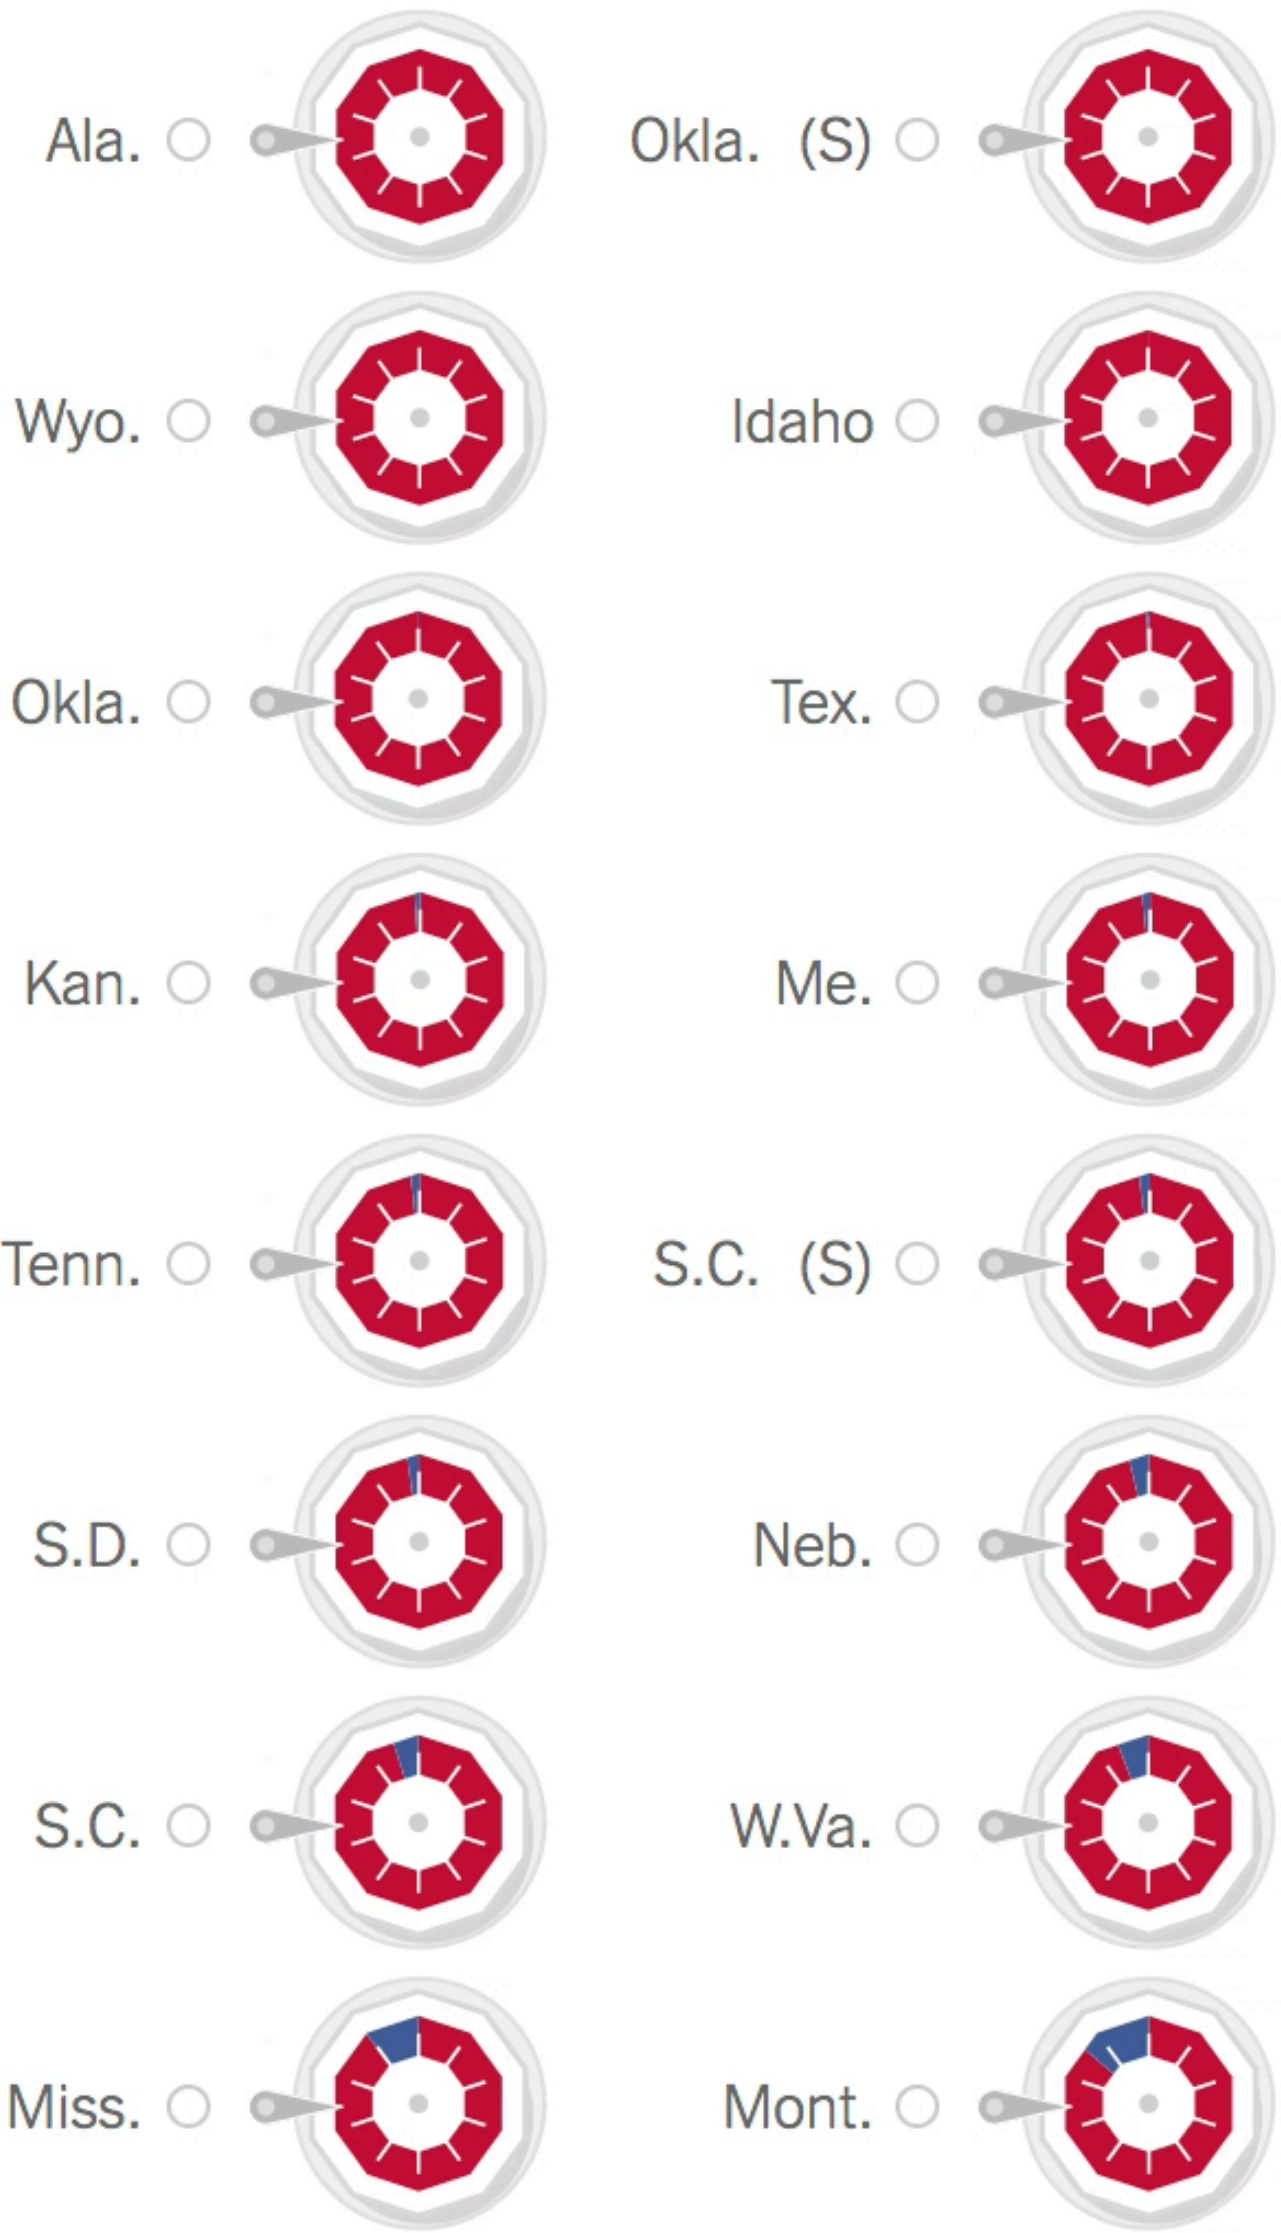 Ala. Okla. (S)
Wyo. Idaho
Okla. Tex.
Kan. Me.
Tenn. S.C. (S)
S.D. Neb.
S.C. W.Va.
Miss. Mont.